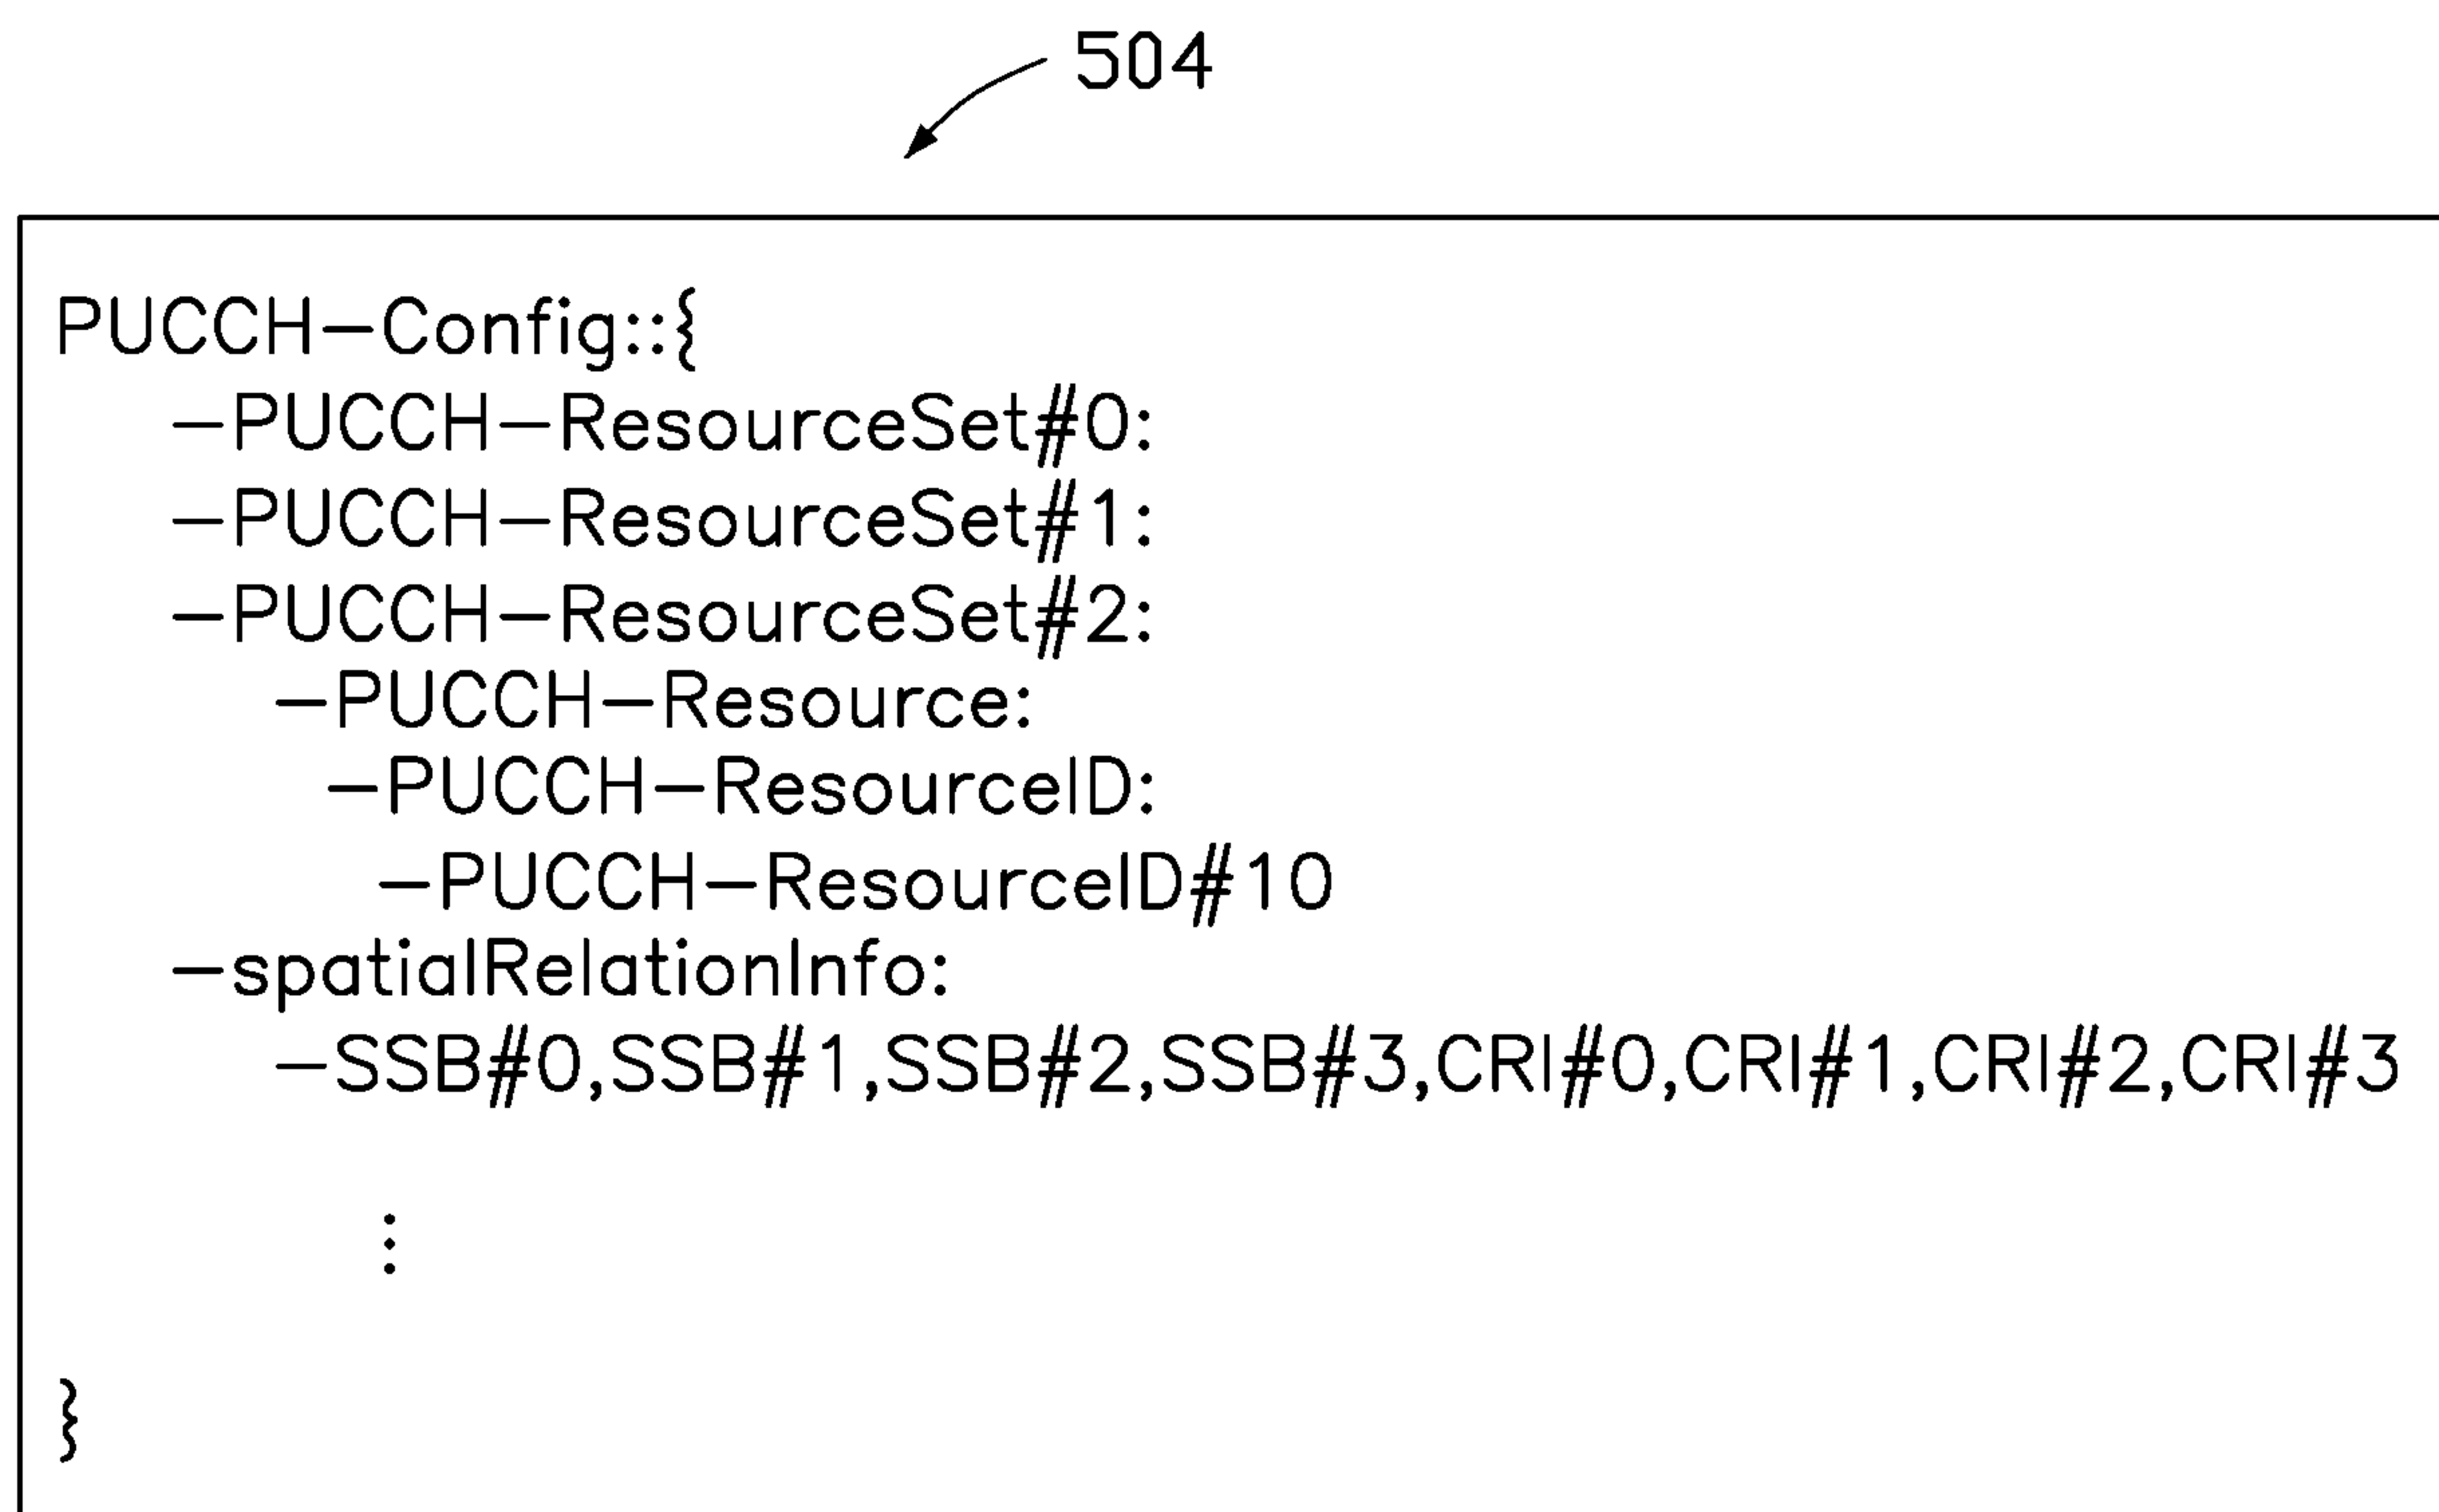 504
PUCCH-Config::{
-PUCCH-ResourceSet#0:
-PUCCH-ResourceSet#1:
-PUCCH-ResourceSet#2:
-PUCCH-Resource:
-PUCCH-ResourceID:
-PUCCH-ResourceID#10
-spatialRelationInfo:
-SSB#0,SSB#1,SSB#2,SSB#3,CRI#0,CRI#1,CRI#2,CRI#3
⋮
}